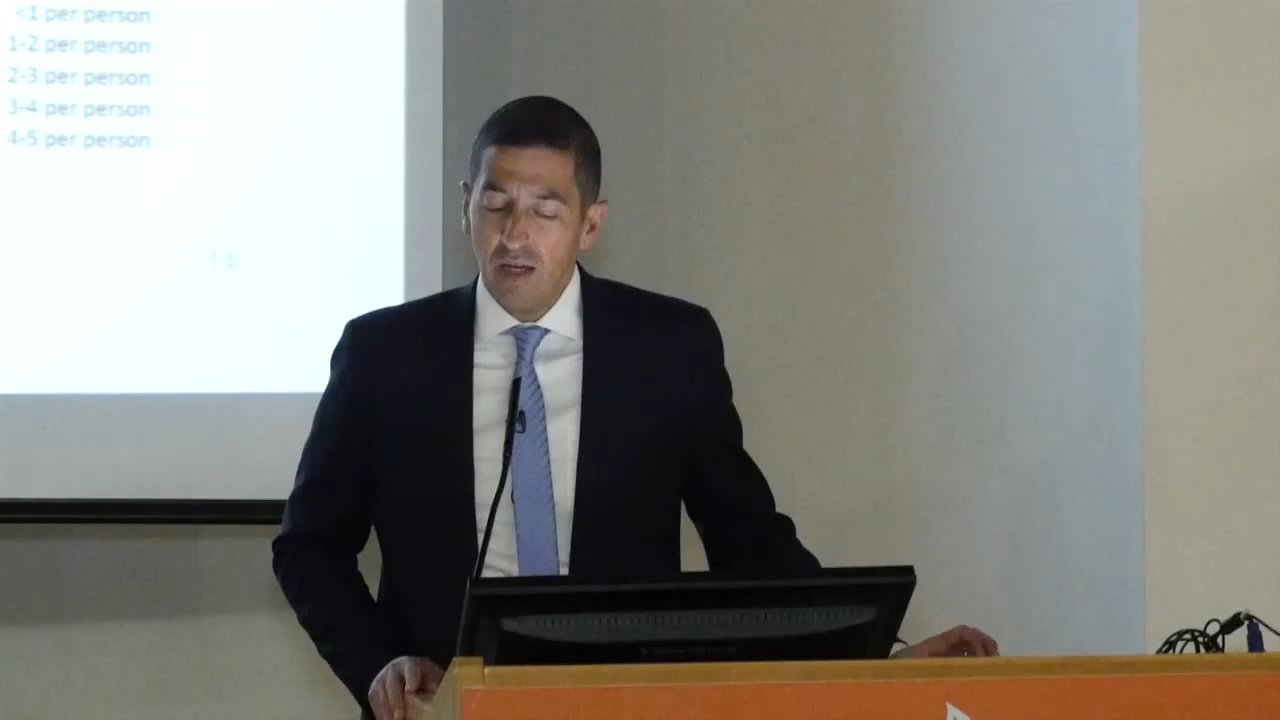 <1 per person
1-2 per person
2-3 per person
3-4 per person
4-5 per person
14